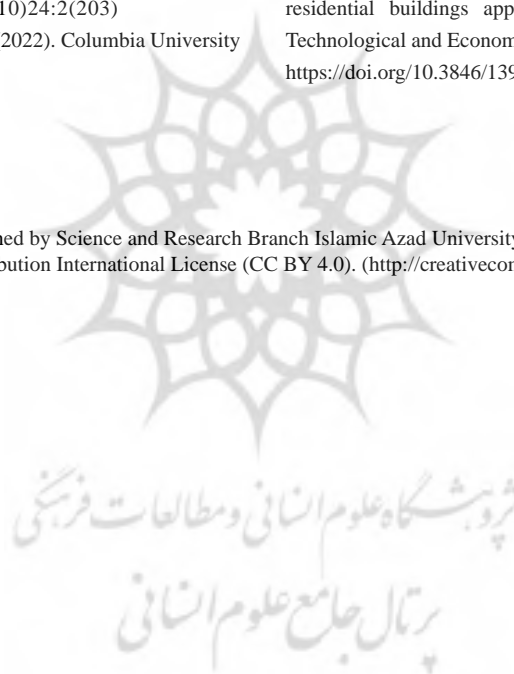 10)24:2(203)
2022). Columbia University
residential buildings app
Technological and Econom
https://doi.org/10.3846/139
ned by Science and Research Branch Islamic Azad University
bution International License (CC BY 4.0). (http://creativecon
پژوهشگاه علوم انسانی و مطالعات فرهنگی
پرتال جامع علوم انسانی